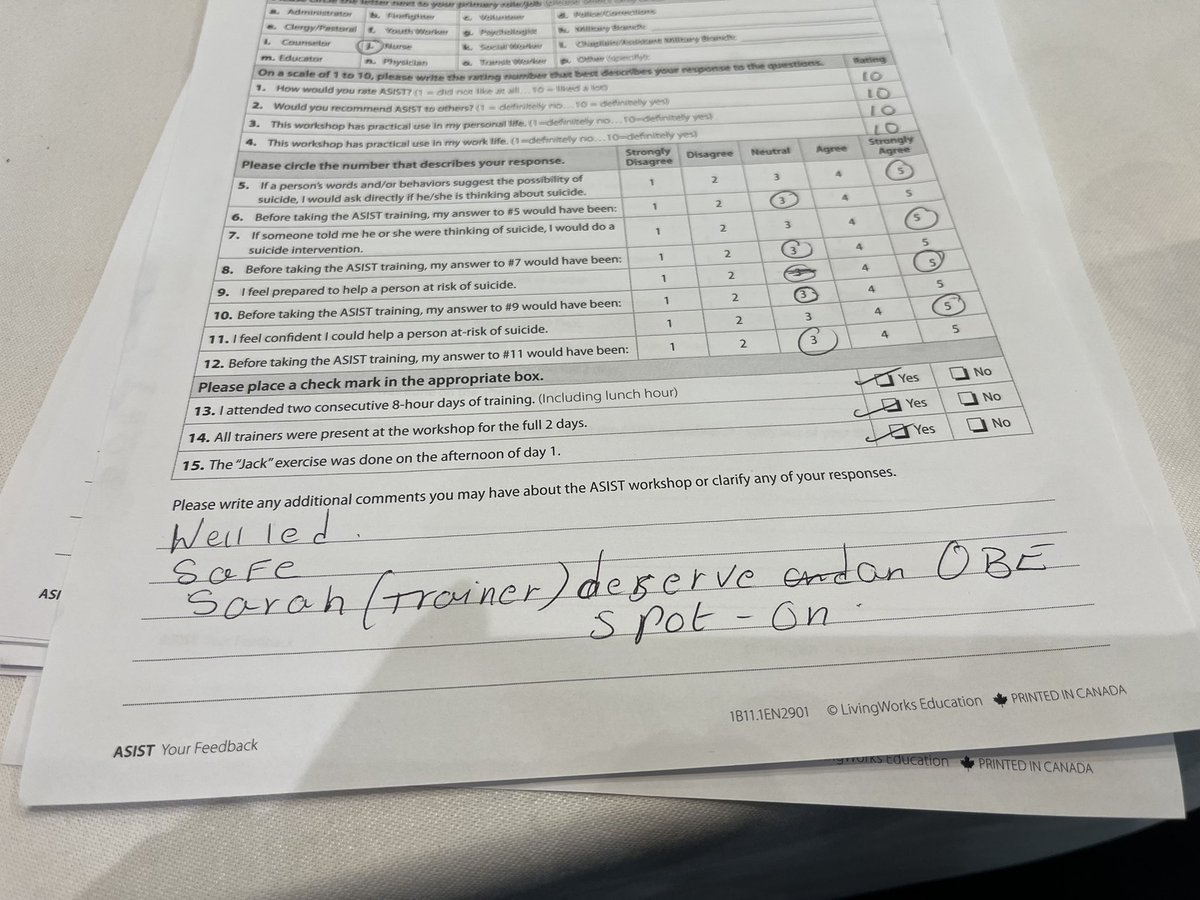 a. Administrator b. Firefighter c. Volunteer d. Police/Corrections
e. Clergy/Pastoral f. Youth Worker g. Psychologist h. Military Branch:
i. Counselor j. Nurse k. Social Worker l. Chaplain/Assistant Military Branch:
m. Educator n. Physician o. Transit Worker p. Other (specify):
On a scale of 1 to 10, please write the rating number that best describes your response to the questions. Rating
1. How would you rate ASIST? (1 = did not like at all... 10 = liked a lot) 10
2. Would you recommend ASIST to others? (1 = definitely no... 10 = definitely yes) 10
3. This workshop has practical use in my personal life. (1=definitely no... 10=definitely yes) 10
4. This workshop has practical use in my work life. (1=definitely no... 10=definitely yes) 10
Please circle the number that describes your response. Strongly Disagree Disagree Neutral Agree Strongly Agree
5. If a person's words and/or behaviors suggest the possibility of
suicide, I would ask directly if he/she is thinking about suicide. 1 2 3 4 5
6. Before taking the ASIST training, my answer to #5 would have been: 1 2 3 4 5
7. If someone told me he or she were thinking of suicide, I would do a
suicide intervention. 1 2 3 4 5
8. Before taking the ASIST training, my answer to #7 would have been: 1 2 3 4 5
9. I feel prepared to help a person at risk of suicide. 1 2 3 4 5
10. Before taking the ASIST training, my answer to #9 would have been: 1 2 3 4 5
11. I feel confident I could help a person at-risk of suicide. 1 2 3 4 5
12. Before taking the ASIST training, my answer to #11 would have been: 1 2 3 4 5
Please place a check mark in the appropriate box.
13. I attended two consecutive 8-hour days of training. (Including lunch hour) Yes No
14. All trainers were present at the workshop for the full 2 days. Yes No
15. The "Jack" exercise was done on the afternoon of day 1. Yes No
Please write any additional comments you may have about the ASIST workshop or clarify any of your responses.
Well led.
Safe
Sarah (Trainer) deserve and an OBE
spot-on.
1B11.1EN2901 © LivingWorks Education PRINTED IN CANADA
ASIST Your Feedback
ASI
Works Education PRINTED IN CANADA